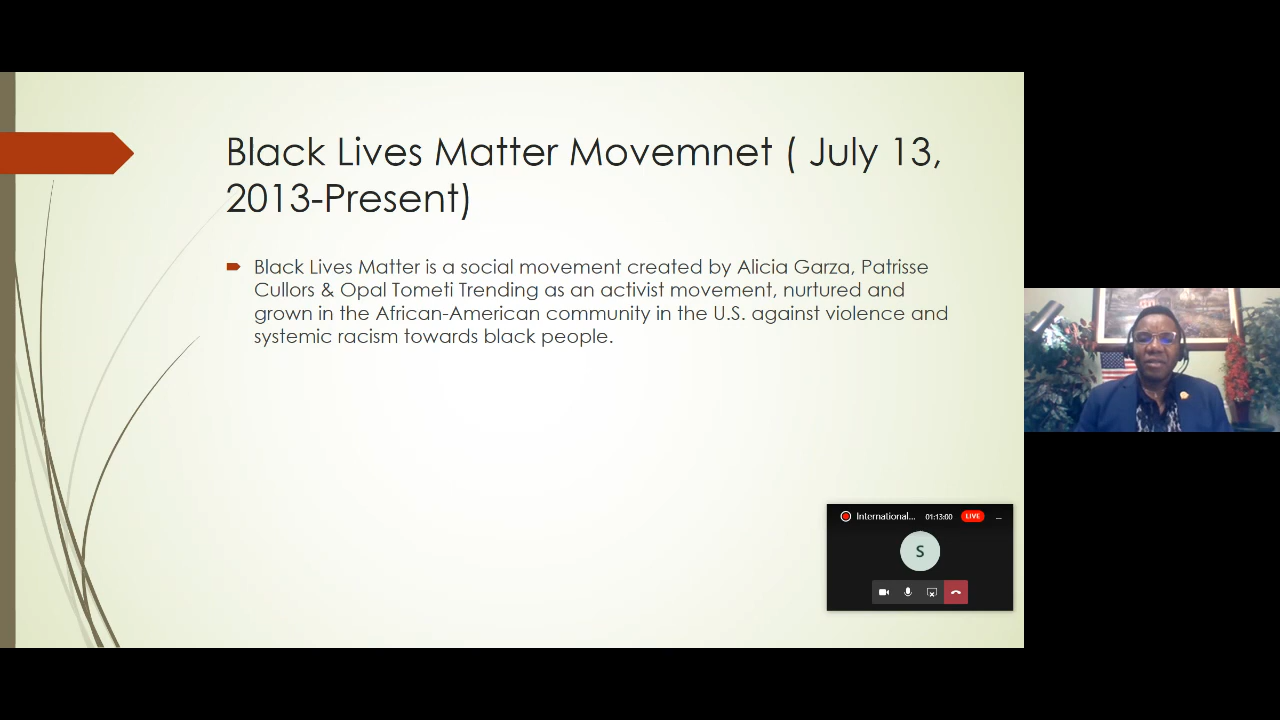 Black Lives Matter Movemnet ( July 13,
2013-Present)
Black Lives Matter is a social movement created by Alicia Garza, Patrisse
Cullors & Opal Tometi Trending as an activist movement, nurtured and
grown in the African-American community in the U.S. against violence and
systemic racism towards black people.
International... 01:13:00 LIVE
S